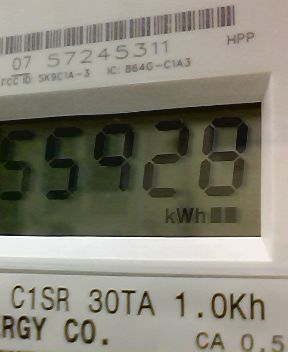 07 57245311
HPP
FCC ID: SK9C1A-3 IC: 864G-C1A3
55928
kWh
C1SR 30TA 1.0Kh
RGY CO.
CA 0.5